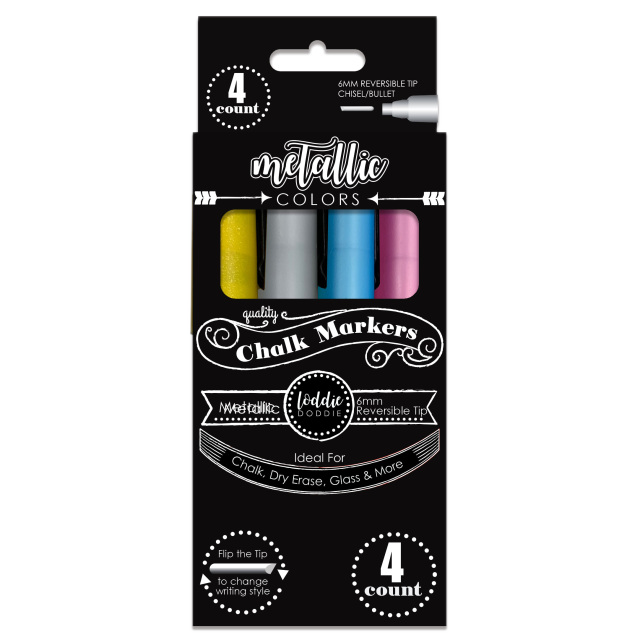 4
count
6MM REVERSIBLE TIP
CHISEL/BULLET
metallic
COLORS
quality
Chalk Markers
Metallic
loddie
DODDIE
6mm
Reversible Tip
Ideal For
Chalk, Dry Erase, Glass & More
Flip the Tip
to change
writing style
4
count